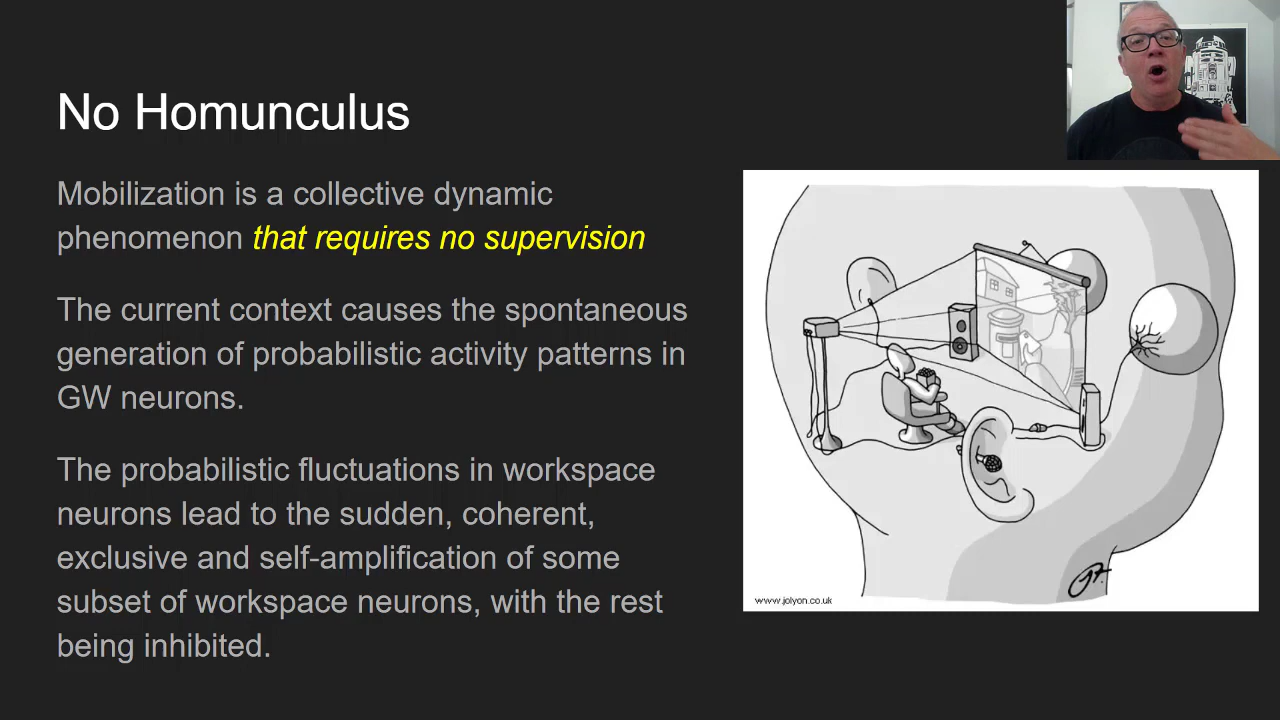 No Homunculus
Mobilization is a collective dynamic
phenomenon that requires no supervision
The current context causes the spontaneous
generation of probabilistic activity patterns in
GW neurons.
The probabilistic fluctuations in workspace
neurons lead to the sudden, coherent,
exclusive and self-amplification of some
subset of workspace neurons, with the rest
being inhibited.
www.jolyon.co.uk